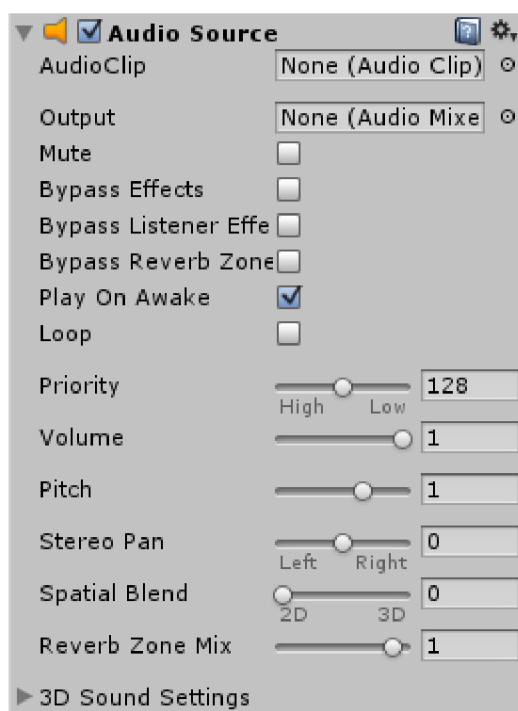 Audio Source
AudioClip None (Audio Clip)
Output None (Audio Mixe
Mute
Bypass Effects
Bypass Listener Effe
Bypass Reverb Zone
Play On Awake
Loop
Priority 128
High Low
Volume 1
Pitch 1
Stereo Pan 0
Left Right
Spatial Blend 0
2D 3D
Reverb Zone Mix 1
3D Sound Settings